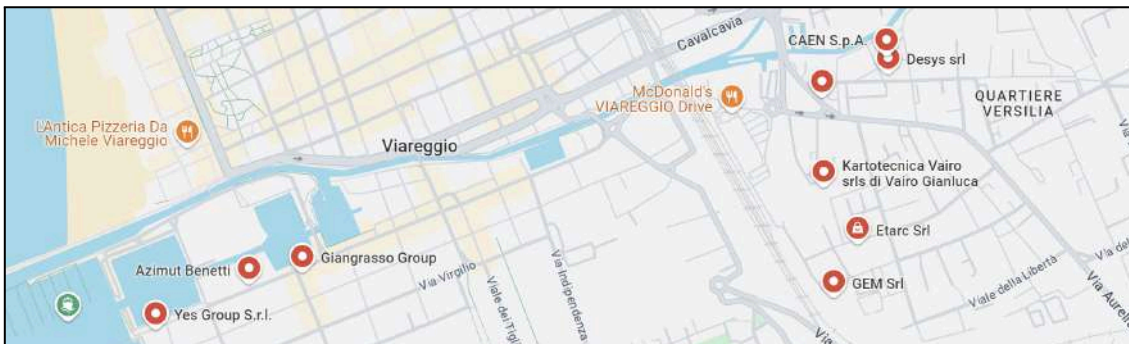 Cavalcavia
CAEN S.p.A.
Desys srl
McDonald's
VIAREGGIO Drive
QUARTIERE
VERSILIA
L'Antica Pizzeria Da
Michele Viareggio
Viareggio
Kartotecnica Vairo
srls di Vairo Gianluca
Etarc Srl
Giangrasso Group
Azimut Benetti
Via Virgilio
Viale dei Tigl
Via Indipendenza
GEM Srl
Viale della Libertà
Via Aurelia
Yes Group S.r.l.